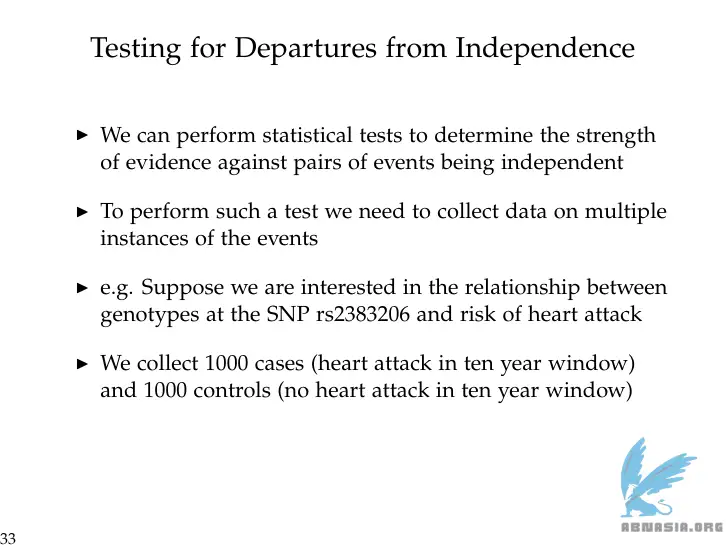 Testing for Departures from Independence
▶ We can perform statistical tests to determine the strength
of evidence against pairs of events being independent
▶ To perform such a test we need to collect data on multiple
instances of the events
▶ e.g. Suppose we are interested in the relationship between
genotypes at the SNP rs2383206 and risk of heart attack
▶ We collect 1000 cases (heart attack in ten year window)
and 1000 controls (no heart attack in ten year window)
ABNASIA.ORG
33